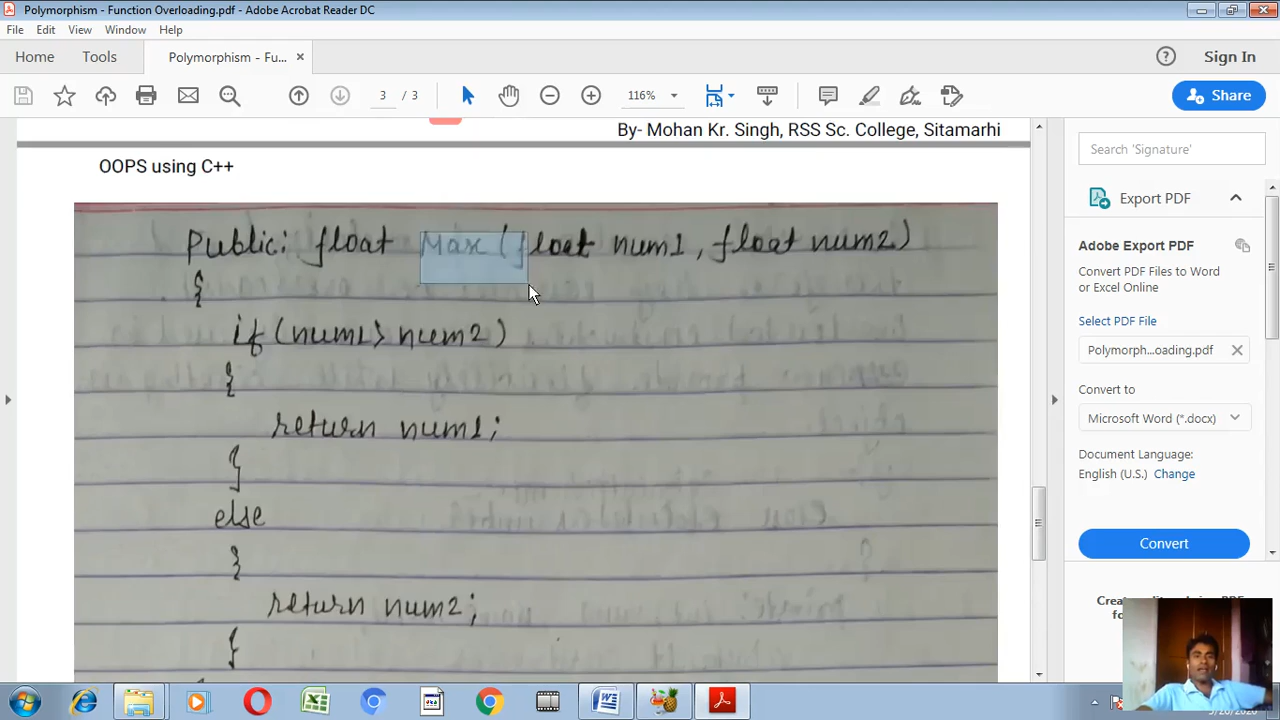 Polymorphism - Function Overloading.pdf - Adobe Acrobat Reader DC
File Edit View Window Help
Home Tools Polymorphism - Fu... Sign In
3 / 3 116% Share
By- Mohan Kr. Singh, RSS Sc. College, Sitamarhi
OOPS using C++
Public: float Max (float num1, float num2)
{
if (num1> num2)
{
return num1;
{
else
}
return num2;
{
Search 'Signature'
Export PDF
Adobe Export PDF
Convert PDF Files to Word
or Excel Online
Select PDF File
Polymorph...oading.pdf
Convert to
Microsoft Word (*.docx)
Document Language:
English (U.S.) Change
Convert